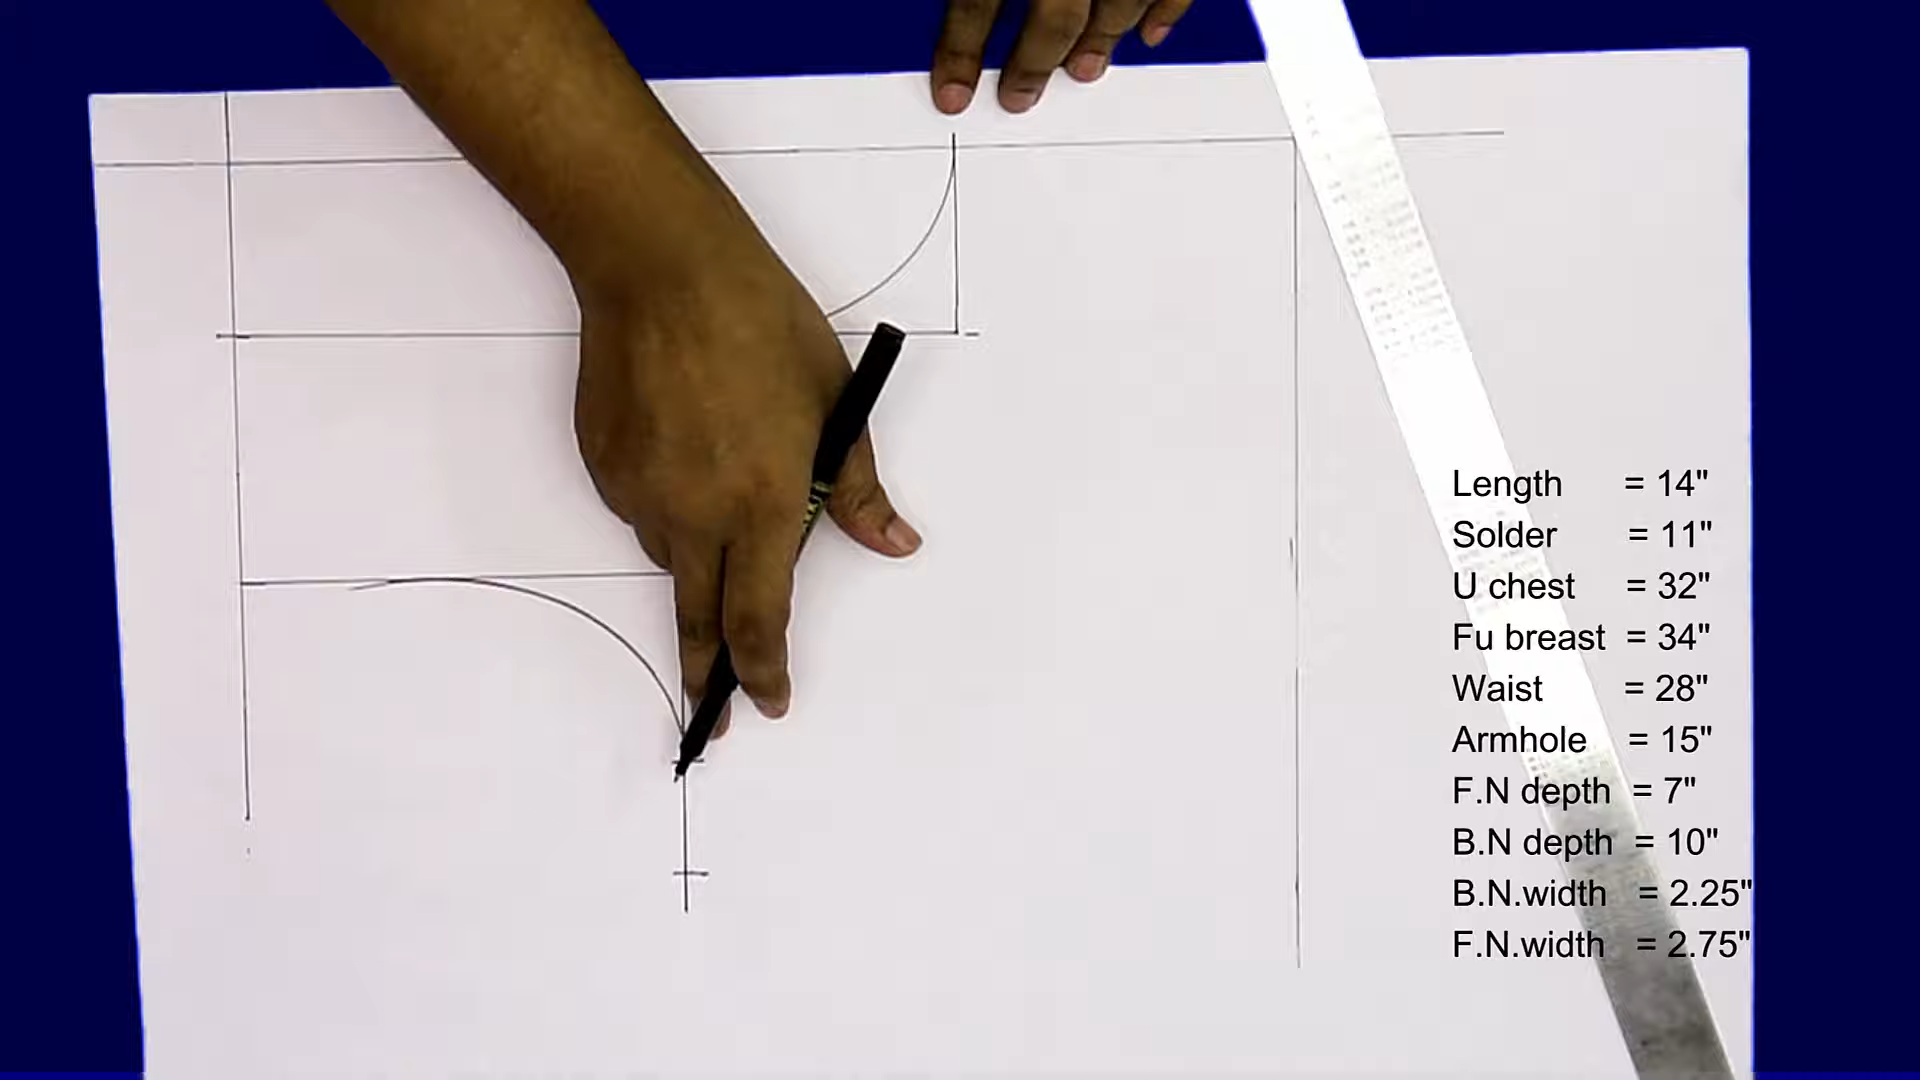 Length = 14"
Solder = 11"
U chest = 32"
Fu breast = 34"
Waist = 28"
Armhole = 15"
F.N depth = 7"
B.N depth = 10"
B.N.width = 2.25"
F.N.width = 2.75"